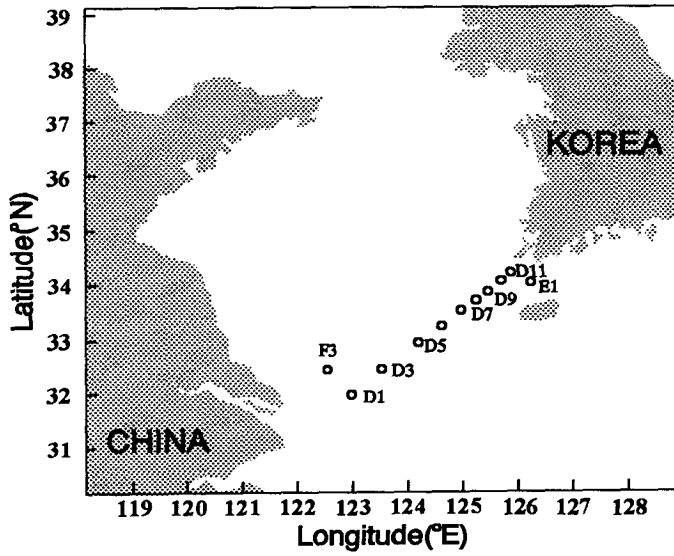 39
38
37
36
35
34
33
32
31
Latitude(°N)
KOREA
CHINA
D11
E1
D9
D7
D5
F3
D3
D1
119 120 121 122 123 124 125 126 127 128
Longitude(°E)